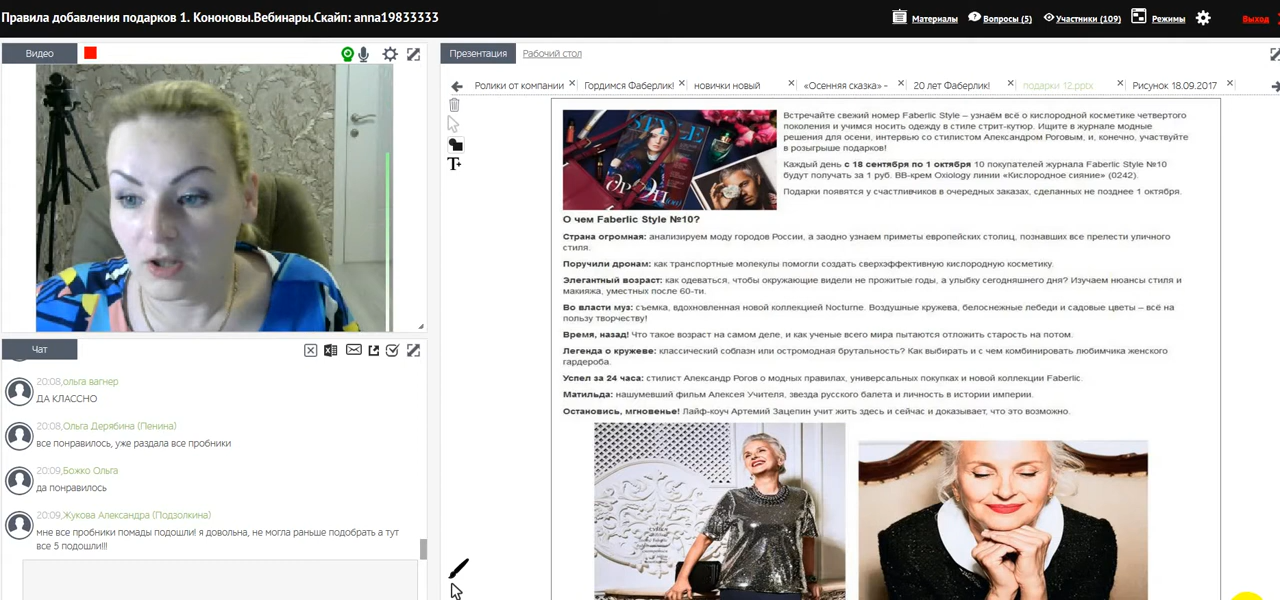 Правила добавления подарков 1. Кононовы.Вебинары.Скайп: anna19833333
Материалы
Вопросы (5)
Участники (109)
Режимы
Выход
Видео
Презентация
Рабочий стол
Ролики от компании
Гордимся Фаберлик!
новички новый
«Осенняя сказка» -
20 лет Фаберлик!
подарки 12.pptx
Рисунок 18.09.2017
T+
STYLE
Встречайте свежий номер Faberlic Style – узнаём всё о кислородной косметике четвертого
поколения и учимся носить одежду в стиле стрит-кутюр. Ищите в журнале модные
решения для осени, интервью со стилистом Александром Роговым, и, конечно, участвуйте
в розыгрыше подарков!
Каждый день с 18 сентября по 1 октября 10 покупателей журнала Faberlic Style №10
будут получать за 1 руб. BB-крем Oxiology линии «Кислородное сияние» (0242).
Подарки появятся у счастливчиков в очередных заказах, сделанных не позднее 1 октября.
О чем Faberlic Style №10?
Страна огромная: анализируем моду городов России, а заодно узнаем приметы европейских столиц, познавших все прелести уличного
стиля.
Поручили дронам: как транспортные молекулы помогли создать сверхэффективную кислородную косметику.
Элегантный возраст: как одеваться, чтобы окружающие видели не прожитые годы, а улыбку сегодняшнего дня? Изучаем нюансы стиля и
макияжа, уместных после 60-ти.
Во власти муз: съемка, вдохновленная новой коллекцией Nocturne. Воздушные кружева, белоснежные лебеди и садовые цветы – всё на
пользу творчеству!
Время, назад! Что такое возраст на самом деле, и как ученые всего мира пытаются отложить старость на потом.
Легенда о кружеве: классический соблазн или остромодная брутальность? Как выбирать и с чем комбинировать любимчика женского
гардероба.
Успел за 24 часа: стилист Александр Рогов о модных правилах, универсальных покупках и новой коллекции Faberlic.
Матильда: нашумевший фильм Алексея Учителя, звезда русского балета и личность в истории империи.
Остановись, мгновенье! Лайф-коуч Артемий Зацепин учит жить здесь и сейчас и доказывает, что это возможно.
Чат
20:08,ольга вагнер
ДА КЛАССНО
20:08,Ольга Дерябина (Ленина)
все понравилось, уже раздала все пробники
20:09,Божко Ольга
да понравилось
20:09,Жукова Александра (Подзолкина)
мне все пробники помады подошли! я довольна, не могла раньше подобрать а тут
все 5 подошли!!!